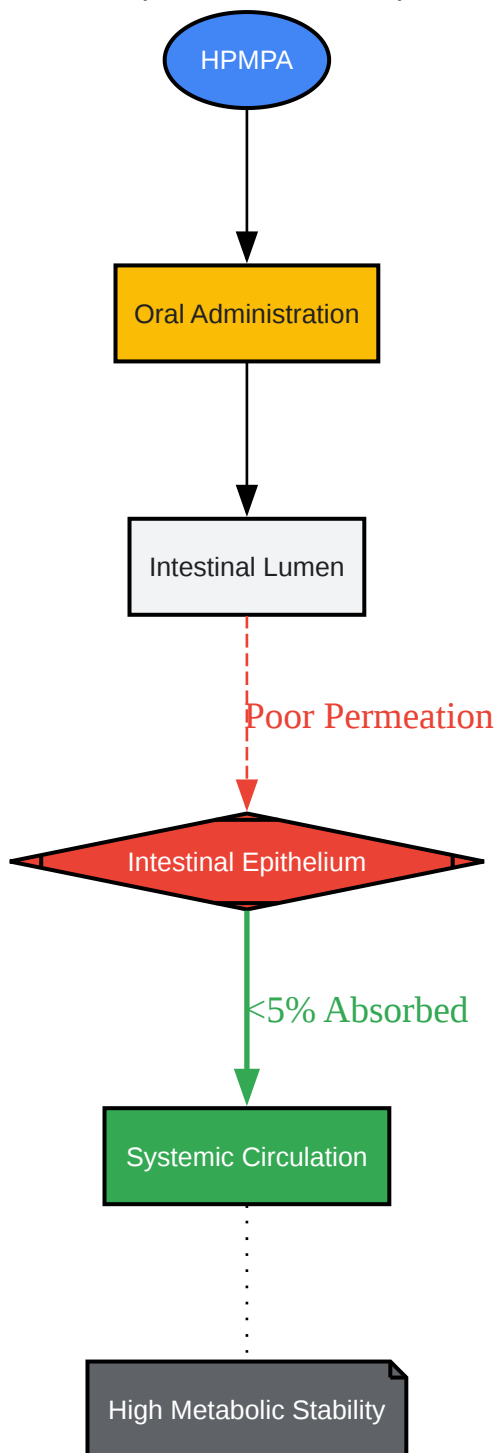 HPMPA
Oral Administration
Intestinal Lumen
Poor Permeation
Intestinal Epithelium
<5% Absorbed
Systemic Circulation
High Metabolic Stability